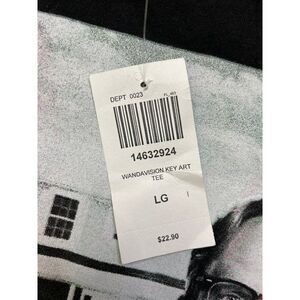 DEPT 0023
14632924
WANDAVISION KEY ART
TEE
LG
$22.90